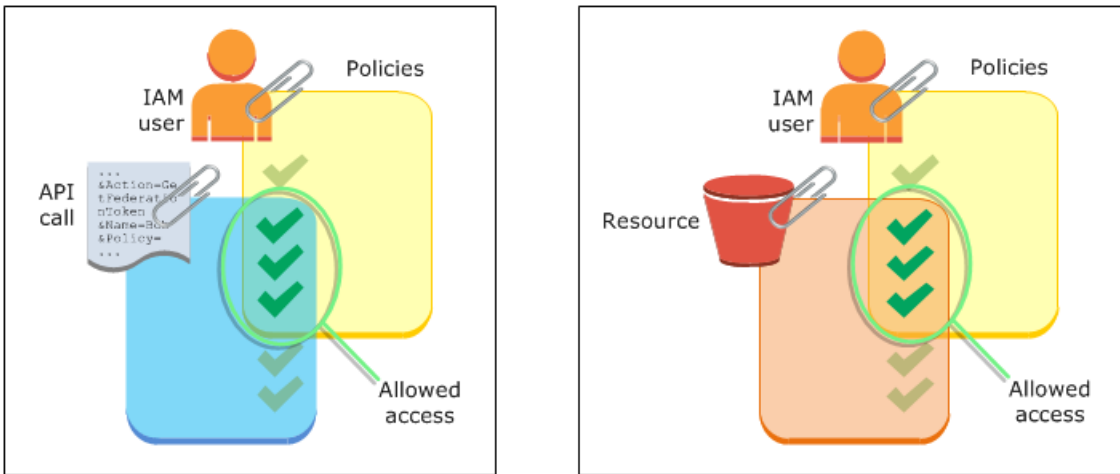 Policies
IAM
user
API
call
...
&Action=Ge
tFederatio
nToken
&Name=Bob
&Policy=
...
Allowed
access
Policies
IAM
user
Resource
Allowed
access